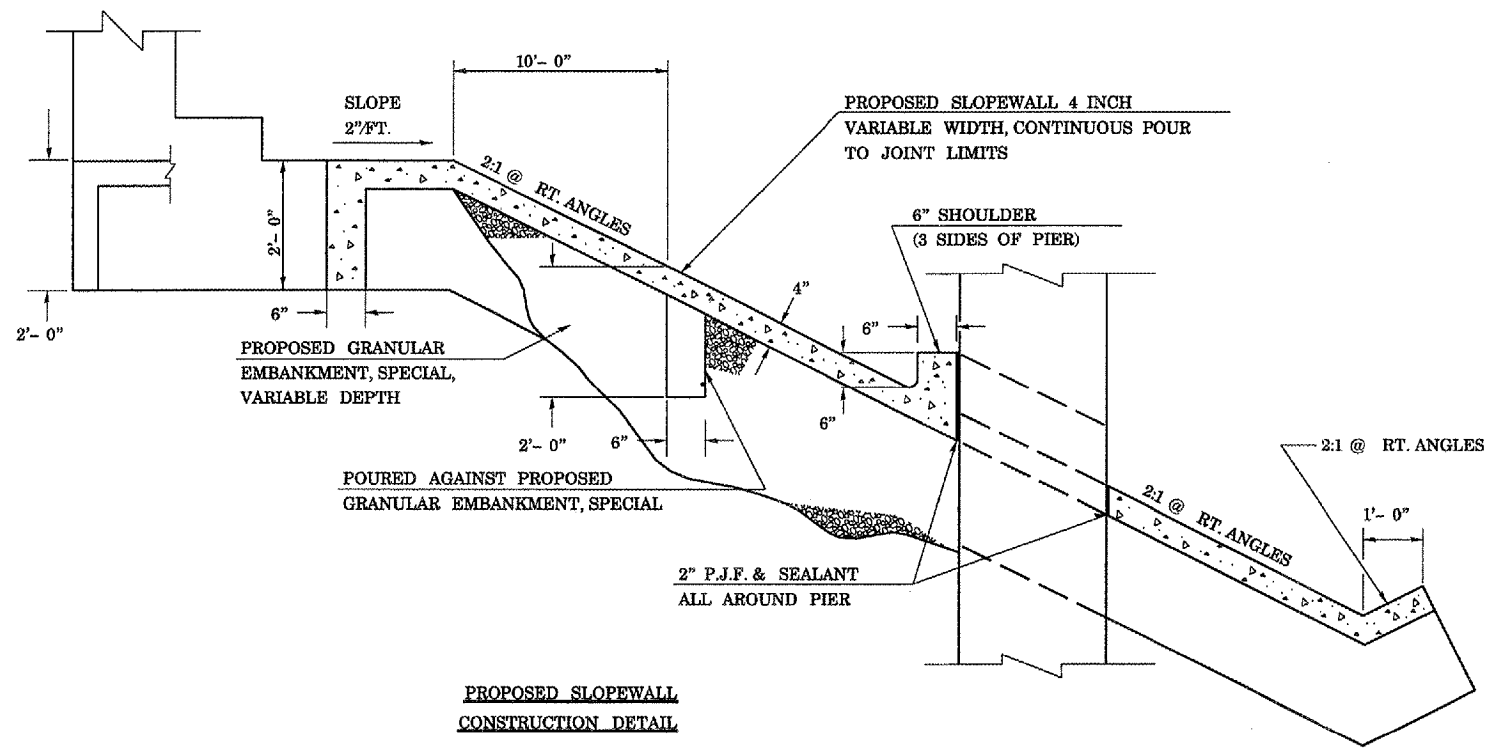 10'- 0"
SLOPE
2"/FT.
PROPOSED SLOPEWALL 4 INCH
VARIABLE WIDTH, CONTINUOUS POUR
TO JOINT LIMITS
2:1 @ RT. ANGLES
6" SHOULDER
(3 SIDES OF PIER)
2'- 0"
4"
6"
2'- 0"
6"
PROPOSED GRANULAR
EMBANKMENT, SPECIAL,
VARIABLE DEPTH
6"
2'- 0"
6"
2:1 @ RT. ANGLES
POURED AGAINST PROPOSED
GRANULAR EMBANKMENT, SPECIAL
2:1 @ RT. ANGLES
1'- 0"
2" P.J.F. & SEALANT
ALL AROUND PIER
PROPOSED SLOPEWALL
CONSTRUCTION DETAIL